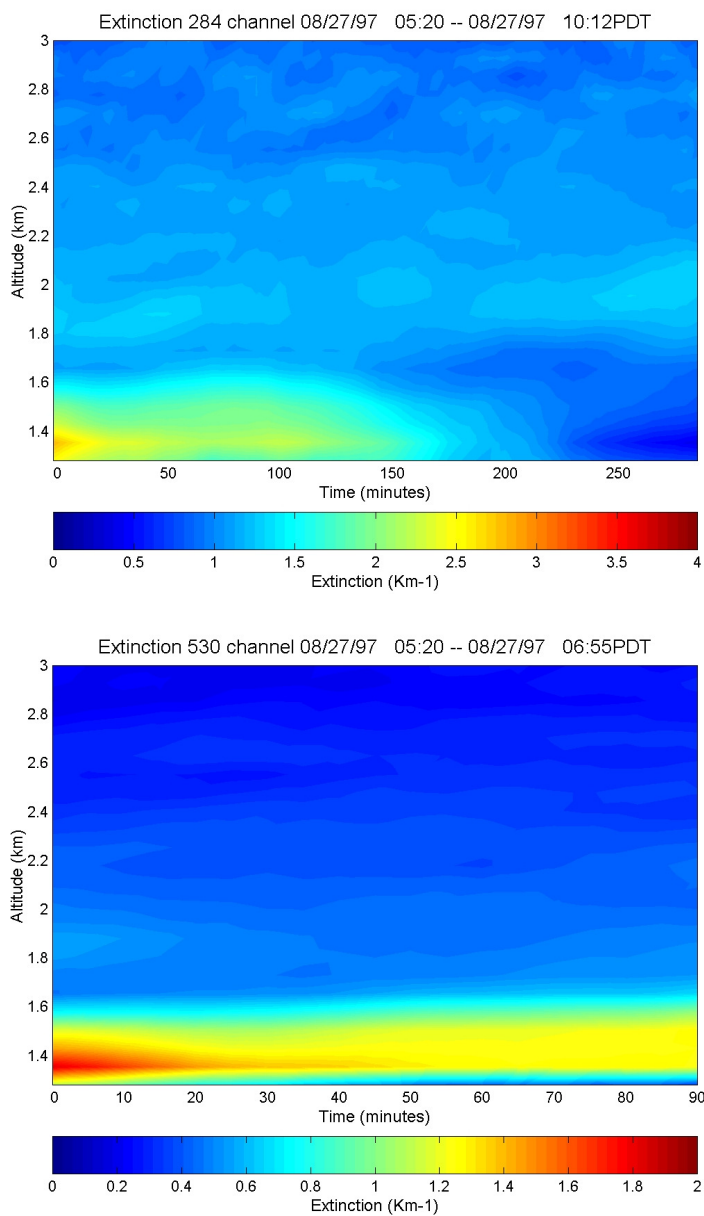 Extinction 284 channel 08/27/97 05:20 -- 08/27/97 10:12PDT
3
2.8
2.6
2.4
2.2
2
1.8
1.6
1.4
Altitude (km)
0 50 100 150 200 250
Time (minutes)
0 0.5 1 1.5 2 2.5 3 3.5 4
Extinction (Km-1)
Extinction 530 channel 08/27/97 05:20 -- 08/27/97 06:55PDT
3
2.8
2.6
2.4
2.2
2
1.8
1.6
1.4
Altitude (km)
0 10 20 30 40 50 60 70 80 90
Time (minutes)
0 0.2 0.4 0.6 0.8 1 1.2 1.4 1.6 1.8 2
Extinction (Km-1)